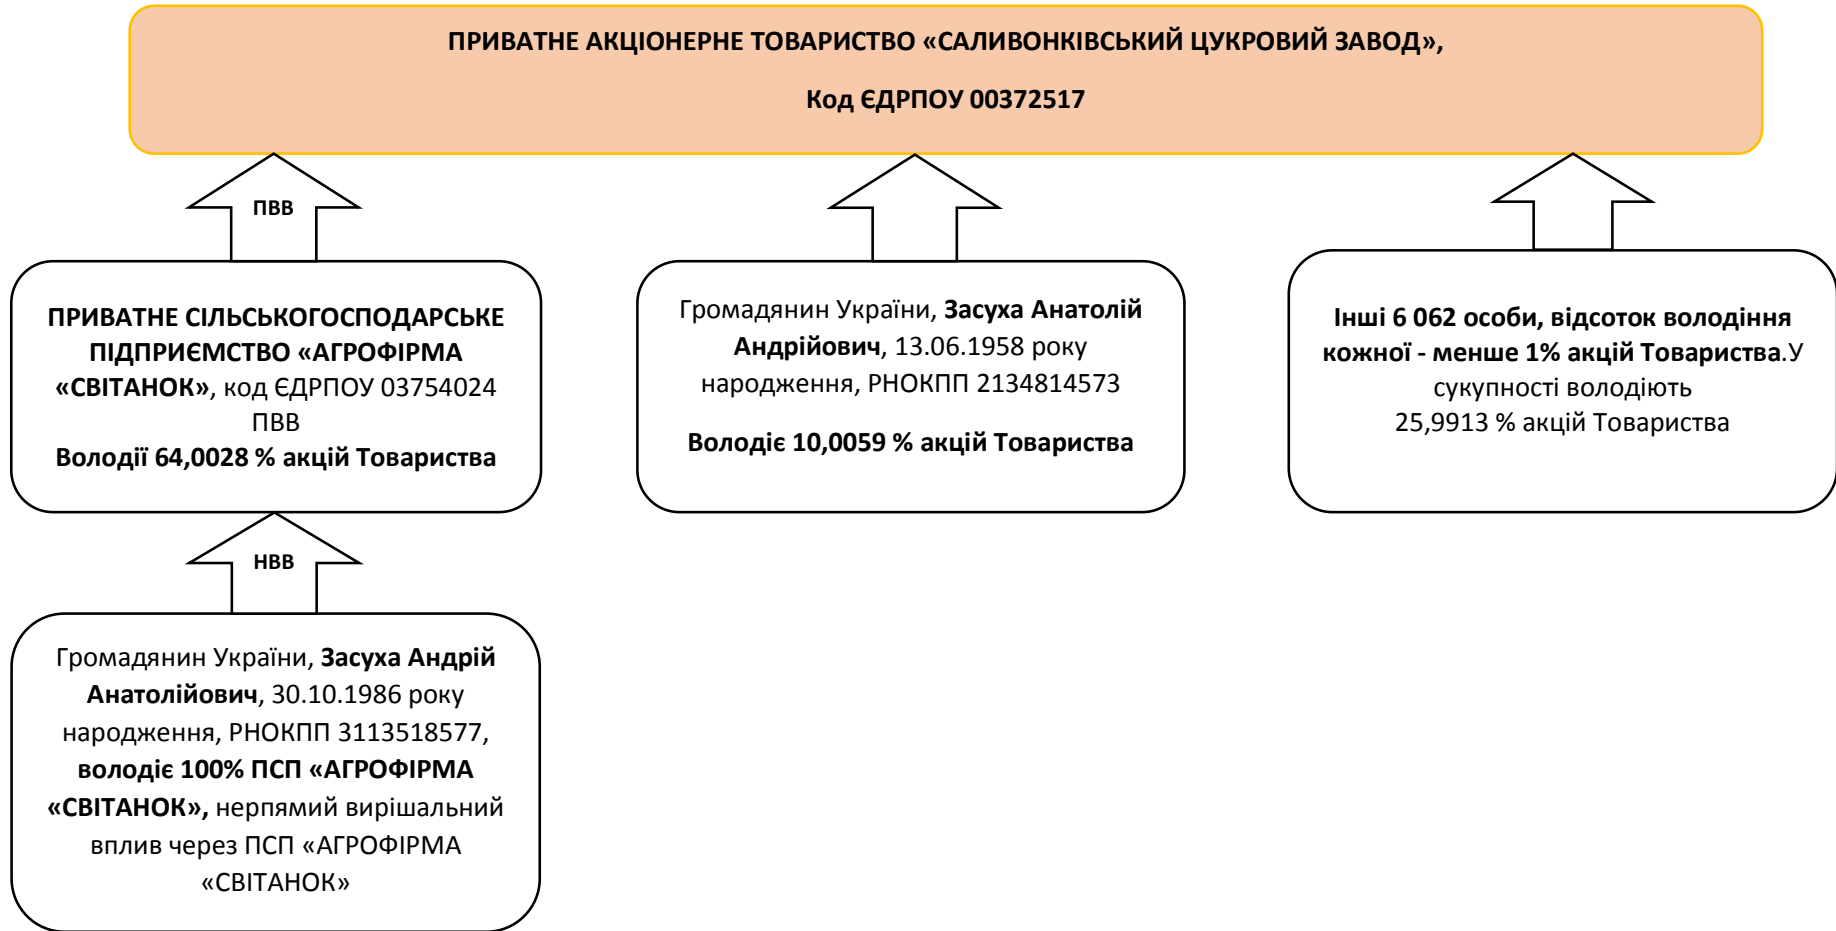 ПРИВАТНЕ АКЦІОНЕРНЕ ТОВАРИСТВО «САЛИВОНКІВСЬКИЙ ЦУКРОВИЙ ЗАВОД»,
Код ЄДРПОУ 00372517
ПВВ
ПРИВАТНЕ СІЛЬСЬКОГОСПОДАРСЬКЕ
ПІДПРИЄМСТВО «АГРОФІРМА
«СВІТАНОК», код ЄДРПОУ 03754024
ПВВ
Володії 64,0028 % акцій Товариства
Громадянин України, Засуха Анатолій
Андрійович, 13.06.1958 року
народження, РНОКПП 2134814573
Володіє 10,0059 % акцій Товариства
Інші 6 062 особи, відсоток володіння
кожної - менше 1% акцій Товариства.У
сукупності володіють
25,9913 % акцій Товариства
НВВ
Громадянин України, Засуха Андрій
Анатолійович, 30.10.1986 року
народження, РНОКПП 3113518577,
володіє 100% ПСП «АГРОФІРМА
«СВІТАНОК», нерпямий вирішальний
вплив через ПСП «АГРОФІРМА
«СВІТАНОК»